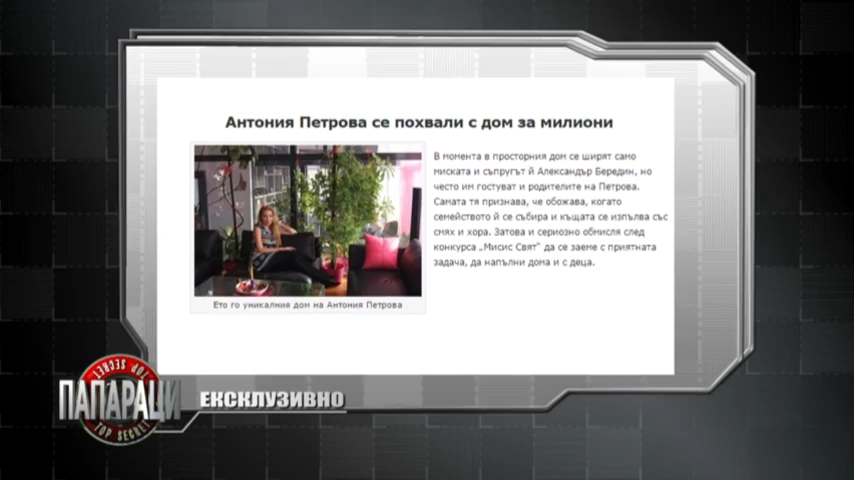 Антония Петрова се похвали с дом за милиони
В момента в просторния дом се ширят само
миската и съпругът ѝ Александър Бередин, но
често им гостуват и родителите на Петрова.
Самата тя признава, че обожава, когато
семейството ѝ се събира и къщата се изпълва със
смях и хора. Затова и сериозно обмисля след
конкурса „Мисис Свят“ да се заеме с приятната
задача, да напълни дома и с деца.
Ето го уникалния дом на Антония Петрова
TOP SECRET
ПАПАРАЦИ
TOP SECRET
ЕКСКЛУЗИВНО